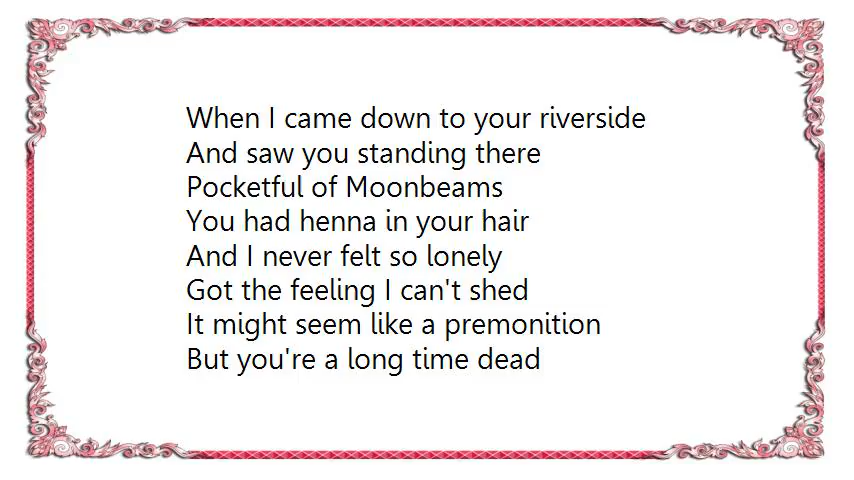 When I came down to your riverside
And saw you standing there
Pocketful of Moonbeams
You had henna in your hair
And I never felt so lonely
Got the feeling I can't shed
It might seem like a premonition
But you're a long time dead